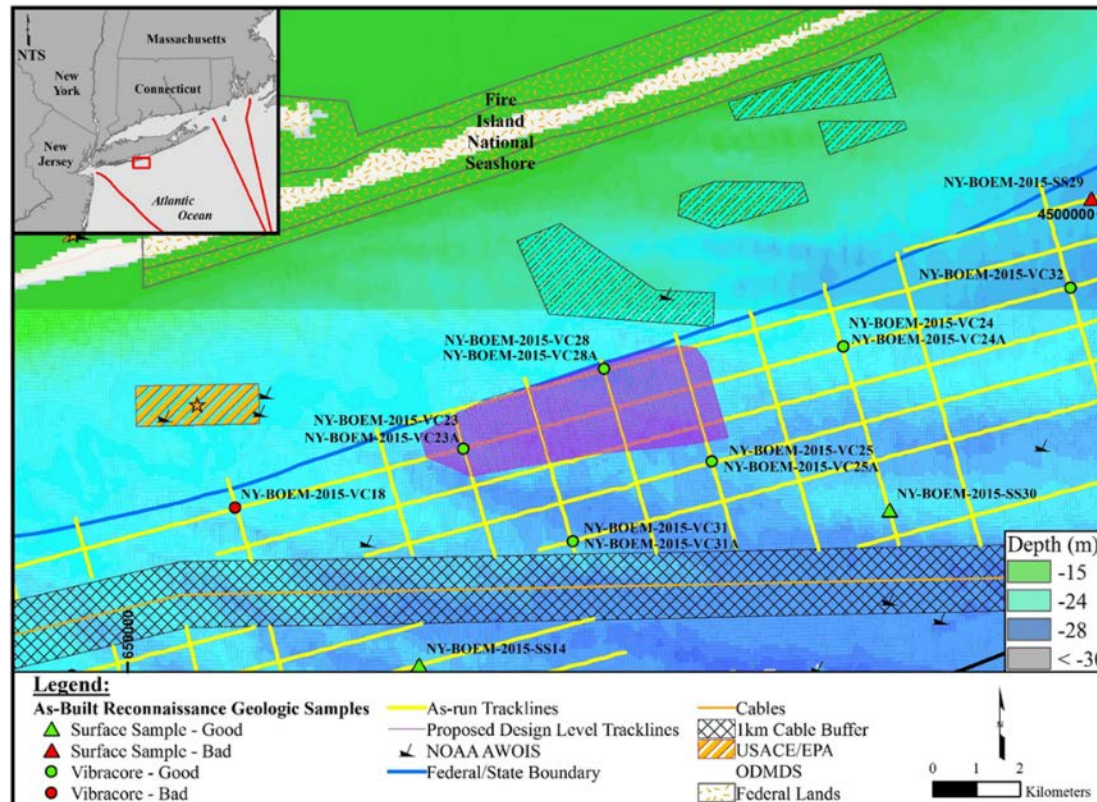 NTS
Massachusetts
New
York
Connecticut
New
Jersey
Atlantic
Ocean
Fire
Island
National
Seashore
NY-BOEM-2015-SS29
4500000
NY-BOEM-2015-VC32
NY-BOEM-2015-VC24
NY-BOEM-2015-VC24A
NY-BOEM-2015-VC28
NY-BOEM-2015-VC28A
NY-BOEM-2015-VC23
NY-BOEM-2015-VC23A
NY-BOEM-2015-VC25
NY-BOEM-2015-VC25A
NY-BOEM-2015-VC18
NY-BOEM-2015-SS30
NY-BOEM-2015-VC31
NY-BOEM-2015-VC31A
Depth (m)
-15
-24
-28
< -30
659000
NY-BOEM-2015-SS14
Legend:
As-Built Reconnaissance Geologic Samples
Surface Sample - Good
Surface Sample - Bad
Vibracore - Good
Vibracore - Bad
As-run Tracklines
Proposed Design Level Tracklines
NOAA AWOIS
Federal/State Boundary
Cables
1km Cable Buffer
USACE/EPA
ODMDS
Federal Lands
N
0 1 2
Kilometers